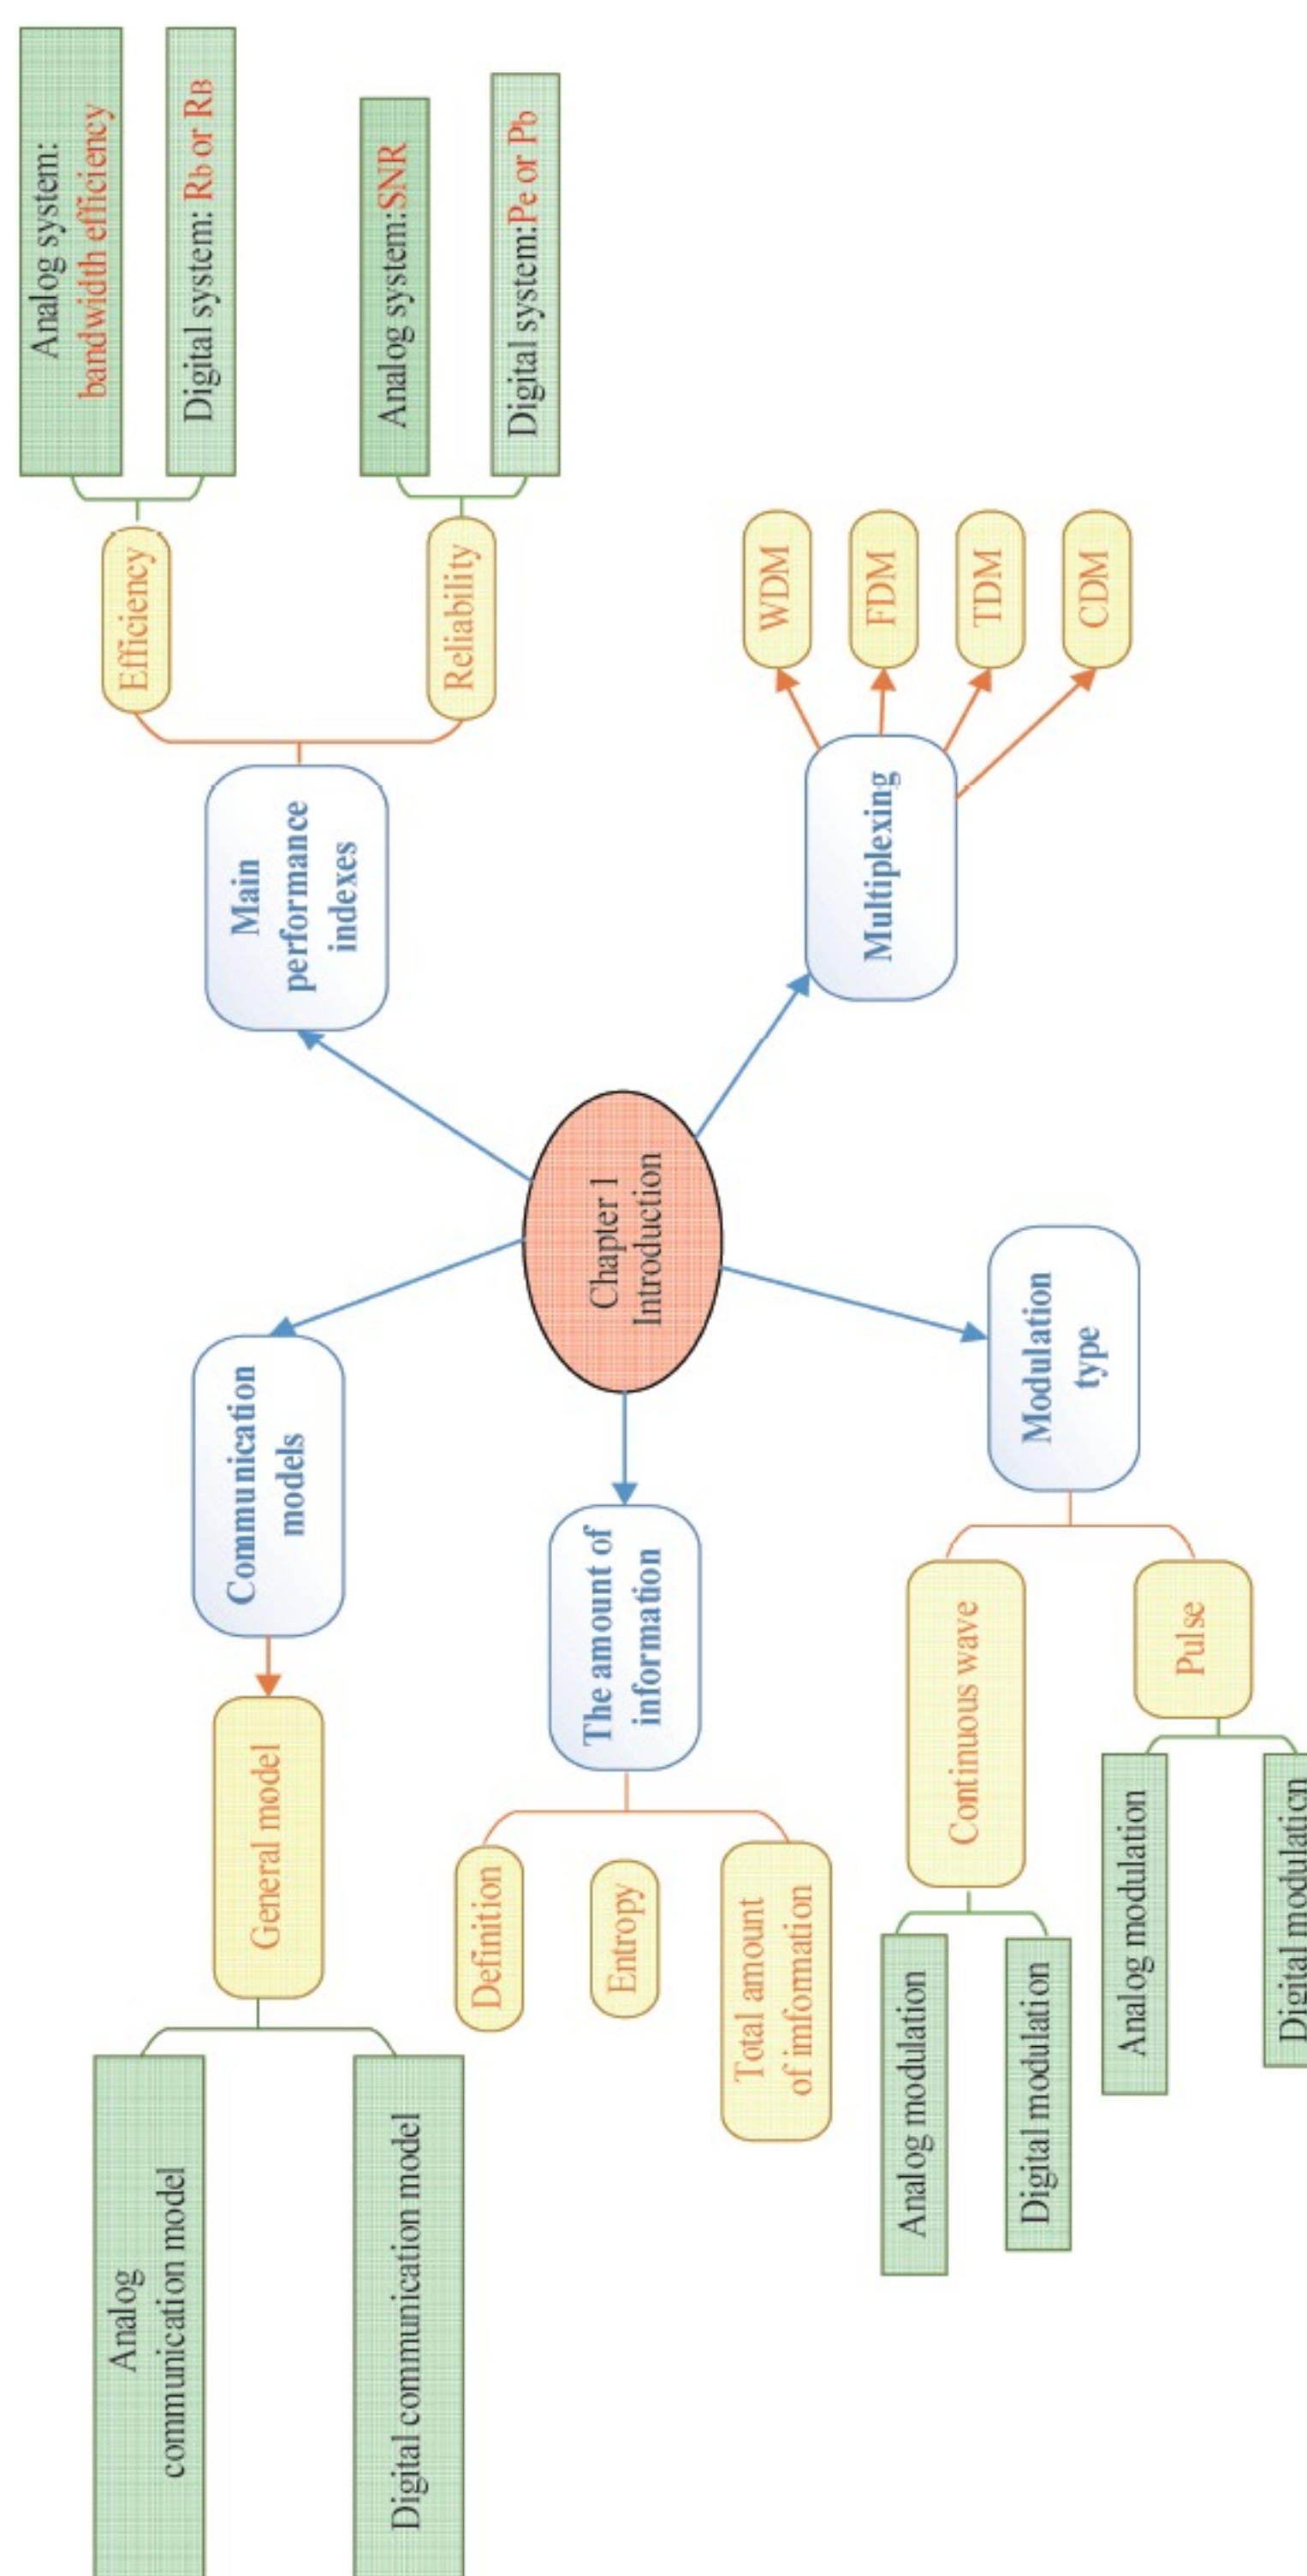 Analog
communication model
Digital communication model
General model
Communication
models
Main
performance
indexes
Efficiency
Analog system:
bandwidth efficiency
Digital system: Rb or RB
Reliability
Analog system:SNR
Digital system:Pe or Pb
Chapter 1
Introduction
The amount of
information
Definition
Entropy
Total amount
of imformation
Multiplexing
WDM
FDM
TDM
CDM
Modulation
type
Continuous wave
Analog modulation
Digital modulation
Pulse
Analog modulation
Digital modulation